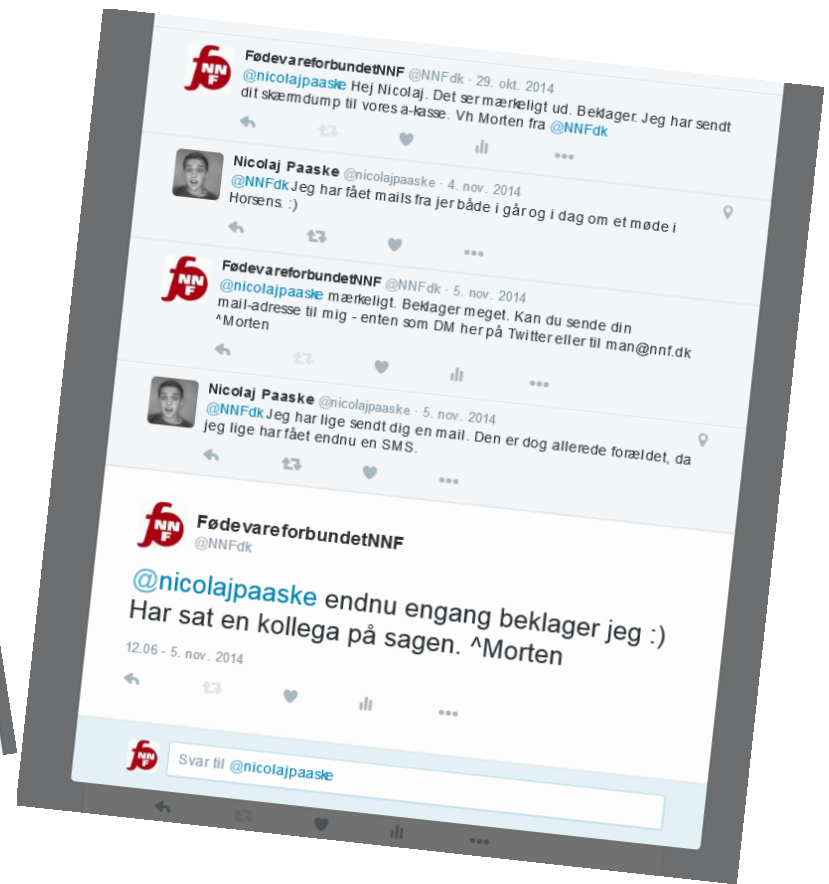 FødevareforbundetNNF @NNFdk · 29. okt. 2014
@nicolajpaaske Hej Nicolaj. Det ser mærkeligt ud. Beklager. Jeg har sendt
dit skærmdump til vores a-kasse. Vh Morten fra @NNFdk
Nicolaj Paaske @nicolajpaaske · 4. nov. 2014
@NNFdk Jeg har fået mails fra jer både i går og i dag om et møde i
Horsens. :)
FødevareforbundetNNF @NNFdk · 5. nov. 2014
@nicolajpaaske mærkeligt. Beklager meget. Kan du sende din
mail-adresse til mig - enten som DM her på Twitter eller til man@nnf.dk
^Morten
Nicolaj Paaske @nicolajpaaske · 5. nov. 2014
@NNFdk Jeg har lige sendt dig en mail. Den er dog allerede forældet, da
jeg lige har fået endnu en SMS.
FødevareforbundetNNF
@NNFdk
@nicolajpaaske endnu engang beklager jeg :)
Har sat en kollega på sagen. ^Morten
12.06 - 5. nov. 2014
Svar til @nicolajpaaske